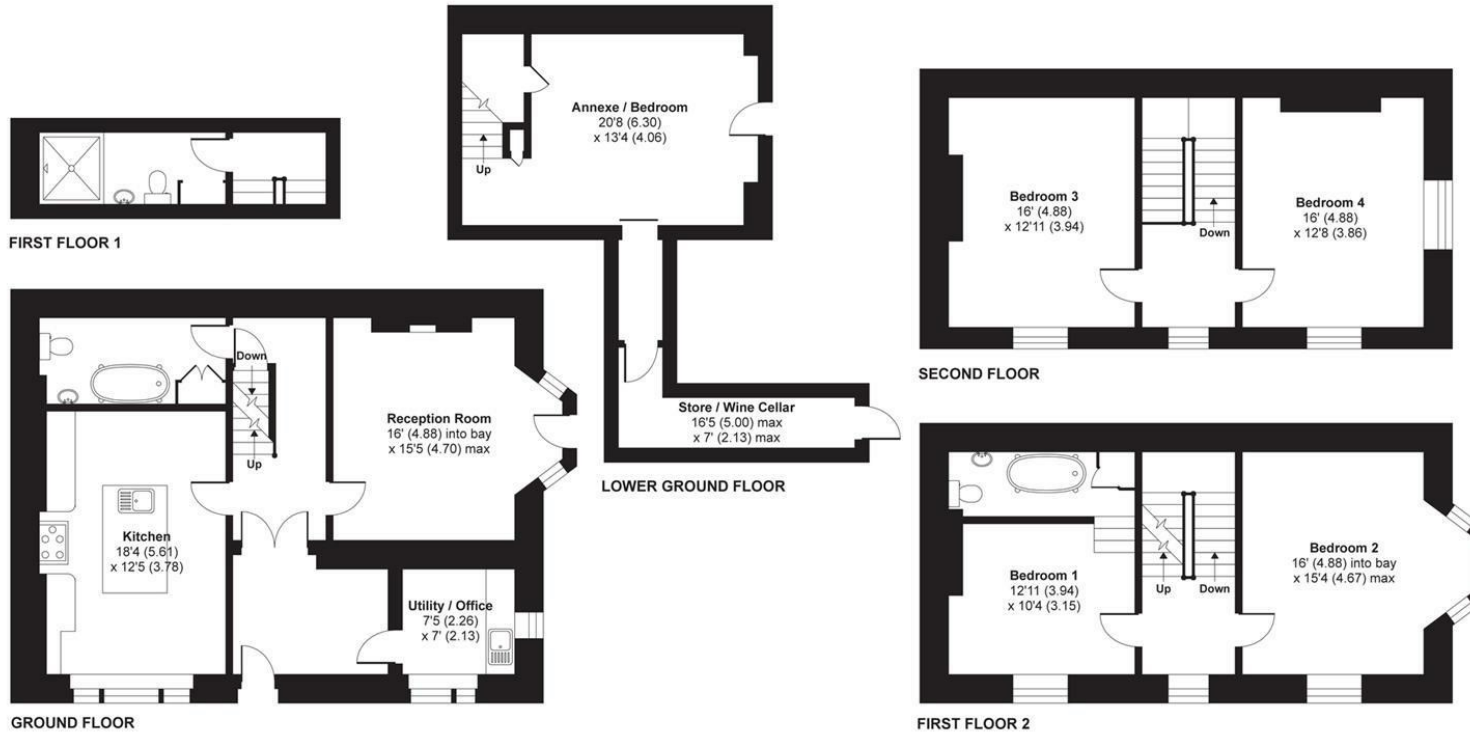 FIRST FLOOR 1
Down
Up
Kitchen
18'4 (5.61)
x 12'5 (3.78)
Reception Room
16' (4.88) into bay
x 15'5 (4.70) max
Utility / Office
7'5 (2.26)
x 7' (2.13)
GROUND FLOOR
Annexe / Bedroom
20'8 (6.30)
x 13'4 (4.06)
Up
Store / Wine Cellar
16'5 (5.00) max
x 7' (2.13) max
LOWER GROUND FLOOR
Bedroom 3
16' (4.88)
x 12'11 (3.94)
Down
Bedroom 4
16' (4.88)
x 12'8 (3.86)
SECOND FLOOR
Bedroom 1
12'11 (3.94)
x 10'4 (3.15)
Up
Down
Bedroom 2
16' (4.88) into bay
x 15'4 (4.67) max
FIRST FLOOR 2